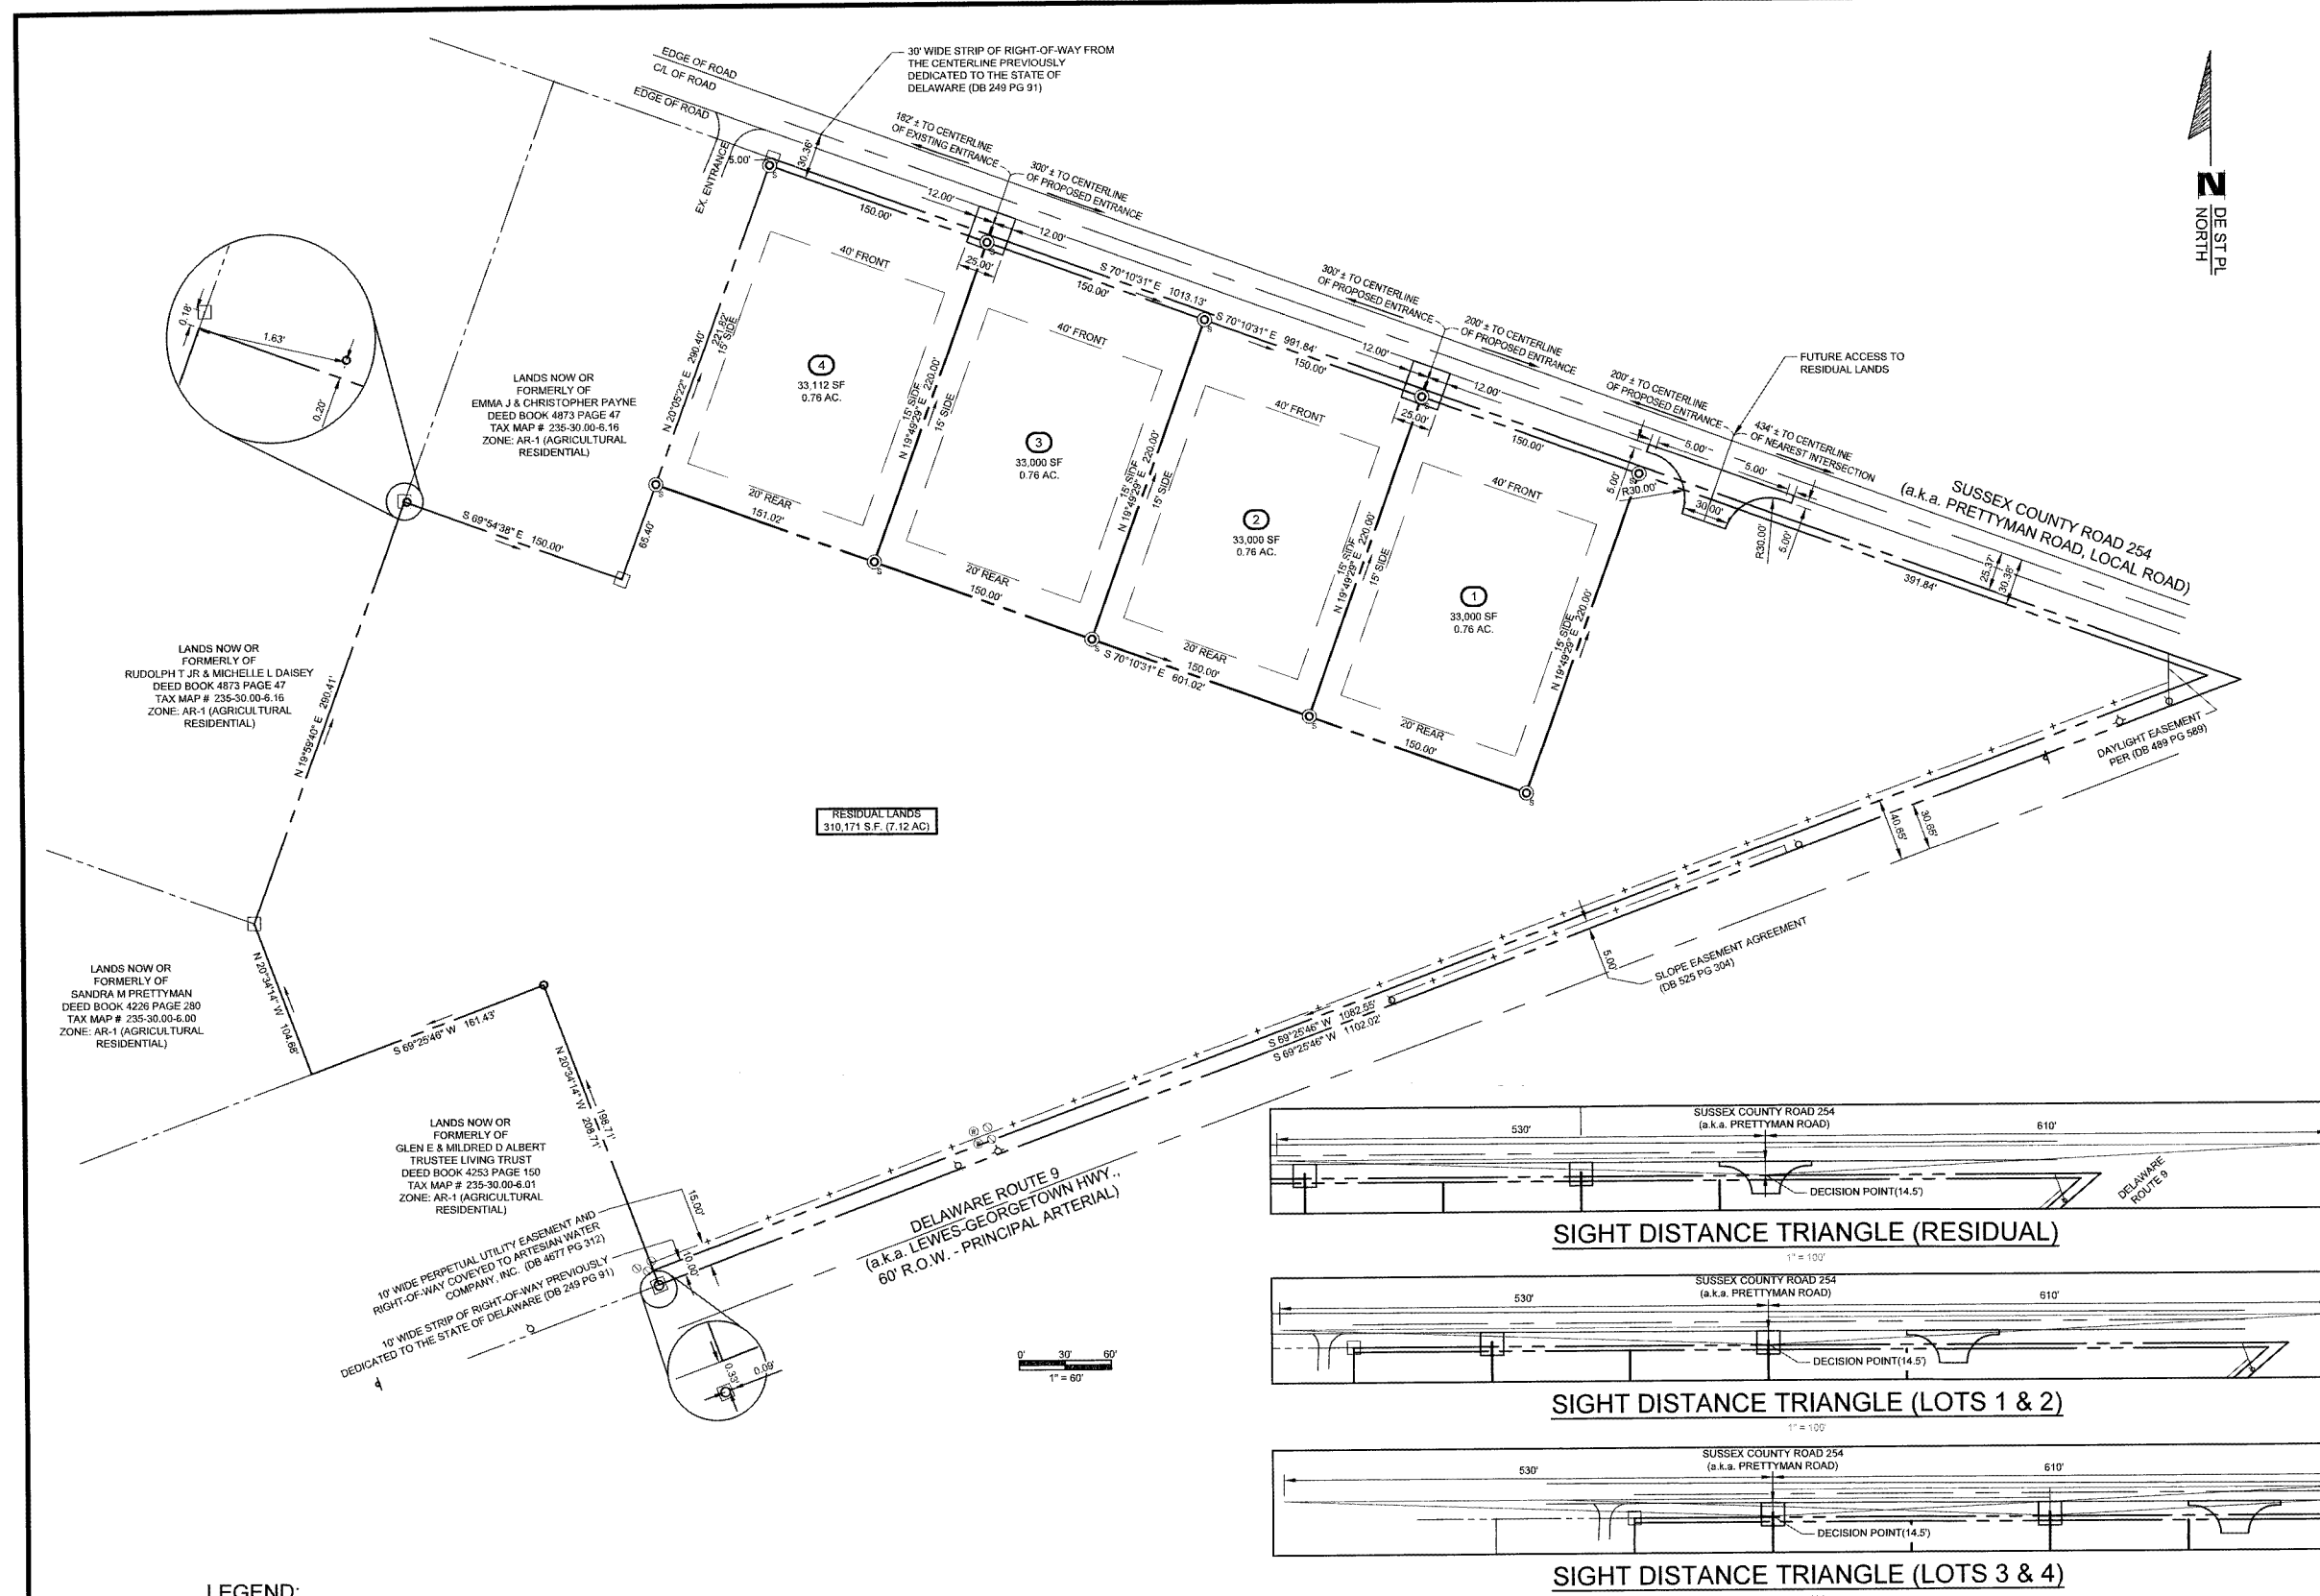 EDGE OF ROAD
C/L OF ROAD
EDGE OF ROAD
30' WIDE STRIP OF RIGHT-OF-WAY FROM
THE CENTERLINE PREVIOUSLY
DEDICATED TO THE STATE OF
DELAWARE (DB 249 PG 91)
182' ± TO CENTERLINE
OF EXISTING ENTRANCE
300' ± TO CENTERLINE
OF PROPOSED ENTRANCE
N
DE ST PL
NORTH
EX. ENTRANCE
5.00'
30.36'
150.00'
12.00'
12.00'
25.00'
S 70°10'31" E 1013.13'
150.00'
300' ± TO CENTERLINE
OF PROPOSED ENTRANCE
200' ± TO CENTERLINE
OF PROPOSED ENTRANCE
S 70°10'31" E 991.84'
150.00'
12.00'
12.00'
25.00'
200' ± TO CENTERLINE
OF PROPOSED ENTRANCE
434' ± TO CENTERLINE
OF NEAREST INTERSECTION
FUTURE ACCESS TO
RESIDUAL LANDS
150.00'
5.00'
5.00'
5.00'
R30.00'
30.00'
R30.00'
5.00'
SUSSEX COUNTY ROAD 254
(a.k.a. PRETTYMAN ROAD, LOCAL ROAD)
25.37'
30.38'
391.84'
0.18'
1.63'
0.20'
LANDS NOW OR
FORMERLY OF
EMMA J & CHRISTOPHER PAYNE
DEED BOOK 4873 PAGE 47
TAX MAP # 235-30.00-6.16
ZONE: AR-1 (AGRICULTURAL
RESIDENTIAL)
N 20°05'22" E 290.40'
221.82'
15' SIDE
40' FRONT
4
33,112 SF
0.76 AC.
20' REAR
151.02'
15' SIDE
N 19°49'29" E 220.00'
15' SIDE
40' FRONT
3
33,000 SF
0.76 AC.
20' REAR
150.00'
15' SIDE
N 19°49'29" E 220.00'
15' SIDE
40' FRONT
2
33,000 SF
0.76 AC.
20' REAR
150.00'
S 70°10'31" E 601.02'
15' SIDE
N 19°49'29" E 220.00'
15' SIDE
40' FRONT
1
33,000 SF
0.76 AC.
20' REAR
150.00'
15' SIDE
N 19°49'29" E 220.00'
S 69°54'38" E 150.00'
65.40'
LANDS NOW OR
FORMERLY OF
RUDOLPH T JR & MICHELLE L DAISEY
DEED BOOK 4873 PAGE 47
TAX MAP # 235-30.00-6.16
ZONE: AR-1 (AGRICULTURAL
RESIDENTIAL)
N 19°59'40" E 290.41'
RESIDUAL LANDS
310,171 S.F. (7.12 AC)
DAYLIGHT EASEMENT
PER (DB 489 PG 589)
40.65'
30.65'
5.00'
SLOPE EASEMENT AGREEMENT
(DB 525 PG 304)
LANDS NOW OR
FORMERLY OF
SANDRA M PRETTYMAN
DEED BOOK 4226 PAGE 280
TAX MAP # 235-30.00-6.00
ZONE: AR-1 (AGRICULTURAL
RESIDENTIAL)
N 20°34'14" W 104.68'
S 69°25'46" W 161.43'
N 20°34'14" W 208.71'
198.71'
S 69°25'46" W 1082.55'
S 69°25'46" W 1102.02'
LANDS NOW OR
FORMERLY OF
GLEN E & MILDRED D ALBERT
TRUSTEE LIVING TRUST
DEED BOOK 4253 PAGE 150
TAX MAP # 235-30.00-6.01
ZONE: AR-1 (AGRICULTURAL
RESIDENTIAL)
15.00'
10.00'
10' WIDE PERPETUAL UTILITY EASEMENT AND
RIGHT-OF-WAY COVEYED TO ARTESIAN WATER
COMPANY, INC. (DB 4677 PG 312)
10' WIDE STRIP OF RIGHT-OF-WAY PREVIOUSLY
DEDICATED TO THE STATE OF DELAWARE (DB 249 PG 91)
DELAWARE ROUTE 9
(a.k.a. LEWES-GEORGETOWN HWY.,
60' R.O.W. - PRINCIPAL ARTERIAL)
0.33'
0.09'
0' 30' 60'
1" = 60'
SUSSEX COUNTY ROAD 254
(a.k.a. PRETTYMAN ROAD)
530'
610'
DECISION POINT(14.5')
DELAWARE
ROUTE 9
SIGHT DISTANCE TRIANGLE (RESIDUAL)
1" = 100'
SUSSEX COUNTY ROAD 254
(a.k.a. PRETTYMAN ROAD)
530'
610'
DECISION POINT(14.5')
SIGHT DISTANCE TRIANGLE (LOTS 1 & 2)
1" = 100'
SUSSEX COUNTY ROAD 254
(a.k.a. PRETTYMAN ROAD)
530'
610'
DECISION POINT(14.5')
SIGHT DISTANCE TRIANGLE (LOTS 3 & 4)
LEGEND: